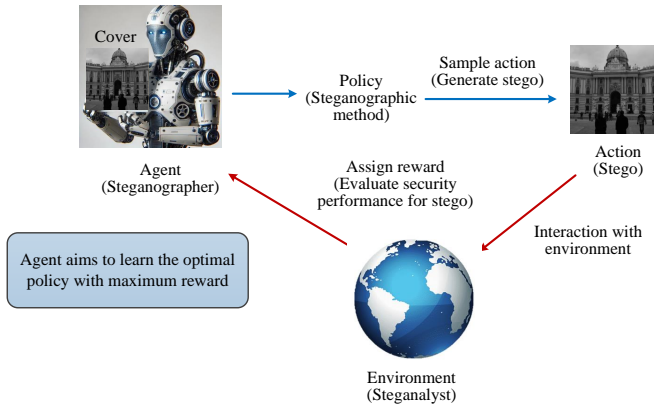 Cover
Agent
(Steganographer)
Policy
(Steganographic
method)
Sample action
(Generate stego)
Action
(Stego)
Interaction with
environment
Environment
(Steganalyst)
Assign reward
(Evaluate security
performance for stego)
Agent aims to learn the optimal
policy with maximum reward